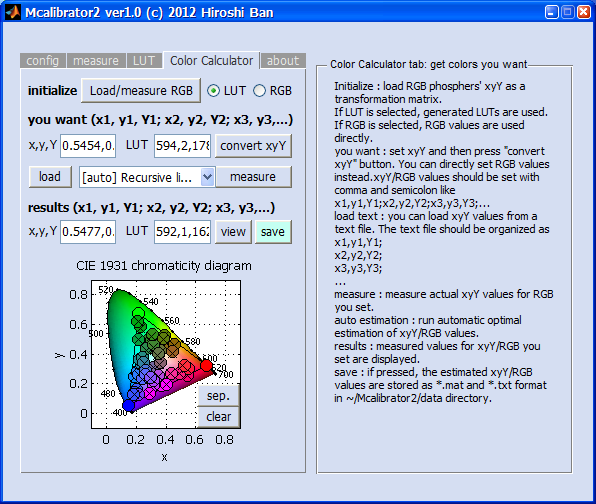 Mcalibrator2 ver1.0 (c) 2012 Hiroshi Ban
config measure LUT Color Calculator about
initialize Load/measure RGB LUT RGB
you want (x1, y1, Y1; x2, y2, Y2; x3, y3,...)
x,y,Y 0.5454,0. LUT 594,2,178 convert xyY
load [auto] Recursive li... measure
results (x1, y1, Y1; x2, y2, Y2; x3, y3,...)
x,y,Y 0.5477,0. LUT 592,1,162 view save
CIE 1931 chromaticity diagram
0.8
0.6
0.4
0.2
0
y
520
540
560
500
580
600
620
700
480
400
0 0.2 0.4 0.6 0.8
x
sep.
clear
Color Calculator tab: get colors you want
Initialize : load RGB phosphers' xyY as a
transformation matrix.
If LUT is selected, generated LUTs are used.
If RGB is selected, RGB values are used
directly.
you want : set xyY and then press "convert
xyY" button. You can directly set RGB values
instead.xyY/RGB values should be set with
comma and semicolon like
x1,y1,Y1;x2,y2,Y2;x3,y3,Y3;...
load text : you can load xyY values from a
text file. The text file should be organized as
x1,y1,Y1;
x2,y2,Y2;
x3,y3,Y3;
...
measure : measure actual xyY values for RGB
you set.
auto estimation : run automatic optimal
estimation of xyY/RGB values.
results : measured values for xyY/RGB you
set are displayed.
save : if pressed, the estimated xyY/RGB
values are stored as *.mat and *.txt format
in ~/Mcalibrator2/data directory.